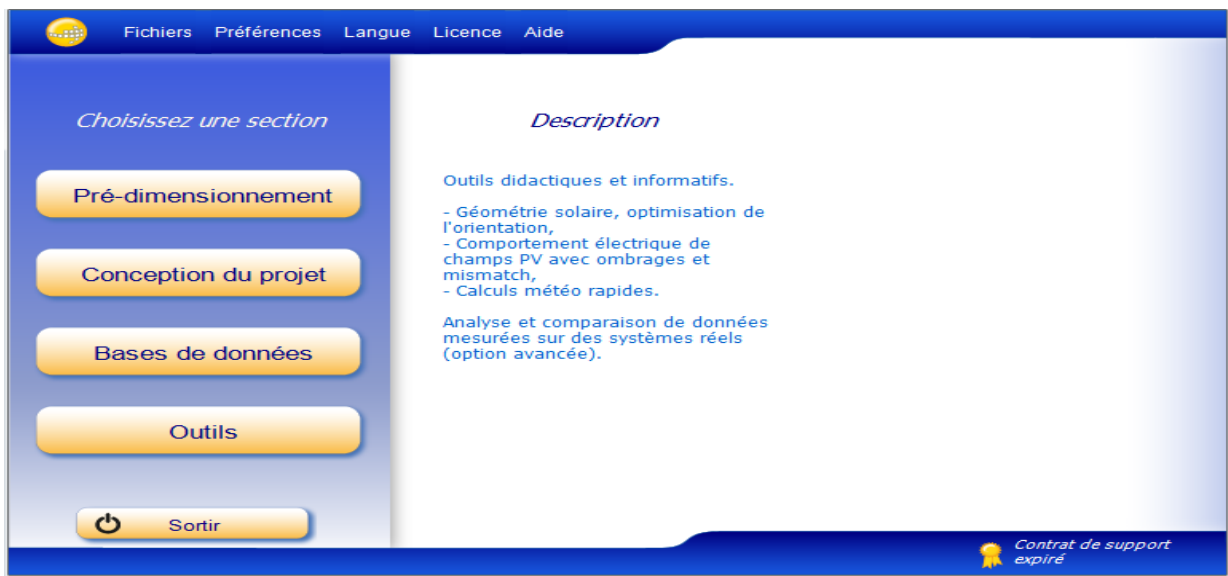 Fichiers Préférences Langue Licence Aide
Choisissez une section
Pré-dimensionnement
Conception du projet
Bases de données
Outils
Sortir
Description
Outils didactiques et informatifs.
- Géométrie solaire, optimisation de
l'orientation,
- Comportement électrique de
champs PV avec ombrages et
mismatch,
- Calculs météo rapides.
Analyse et comparaison de données
mesurées sur des systèmes réels
(option avancée).
Contrat de support
expiré